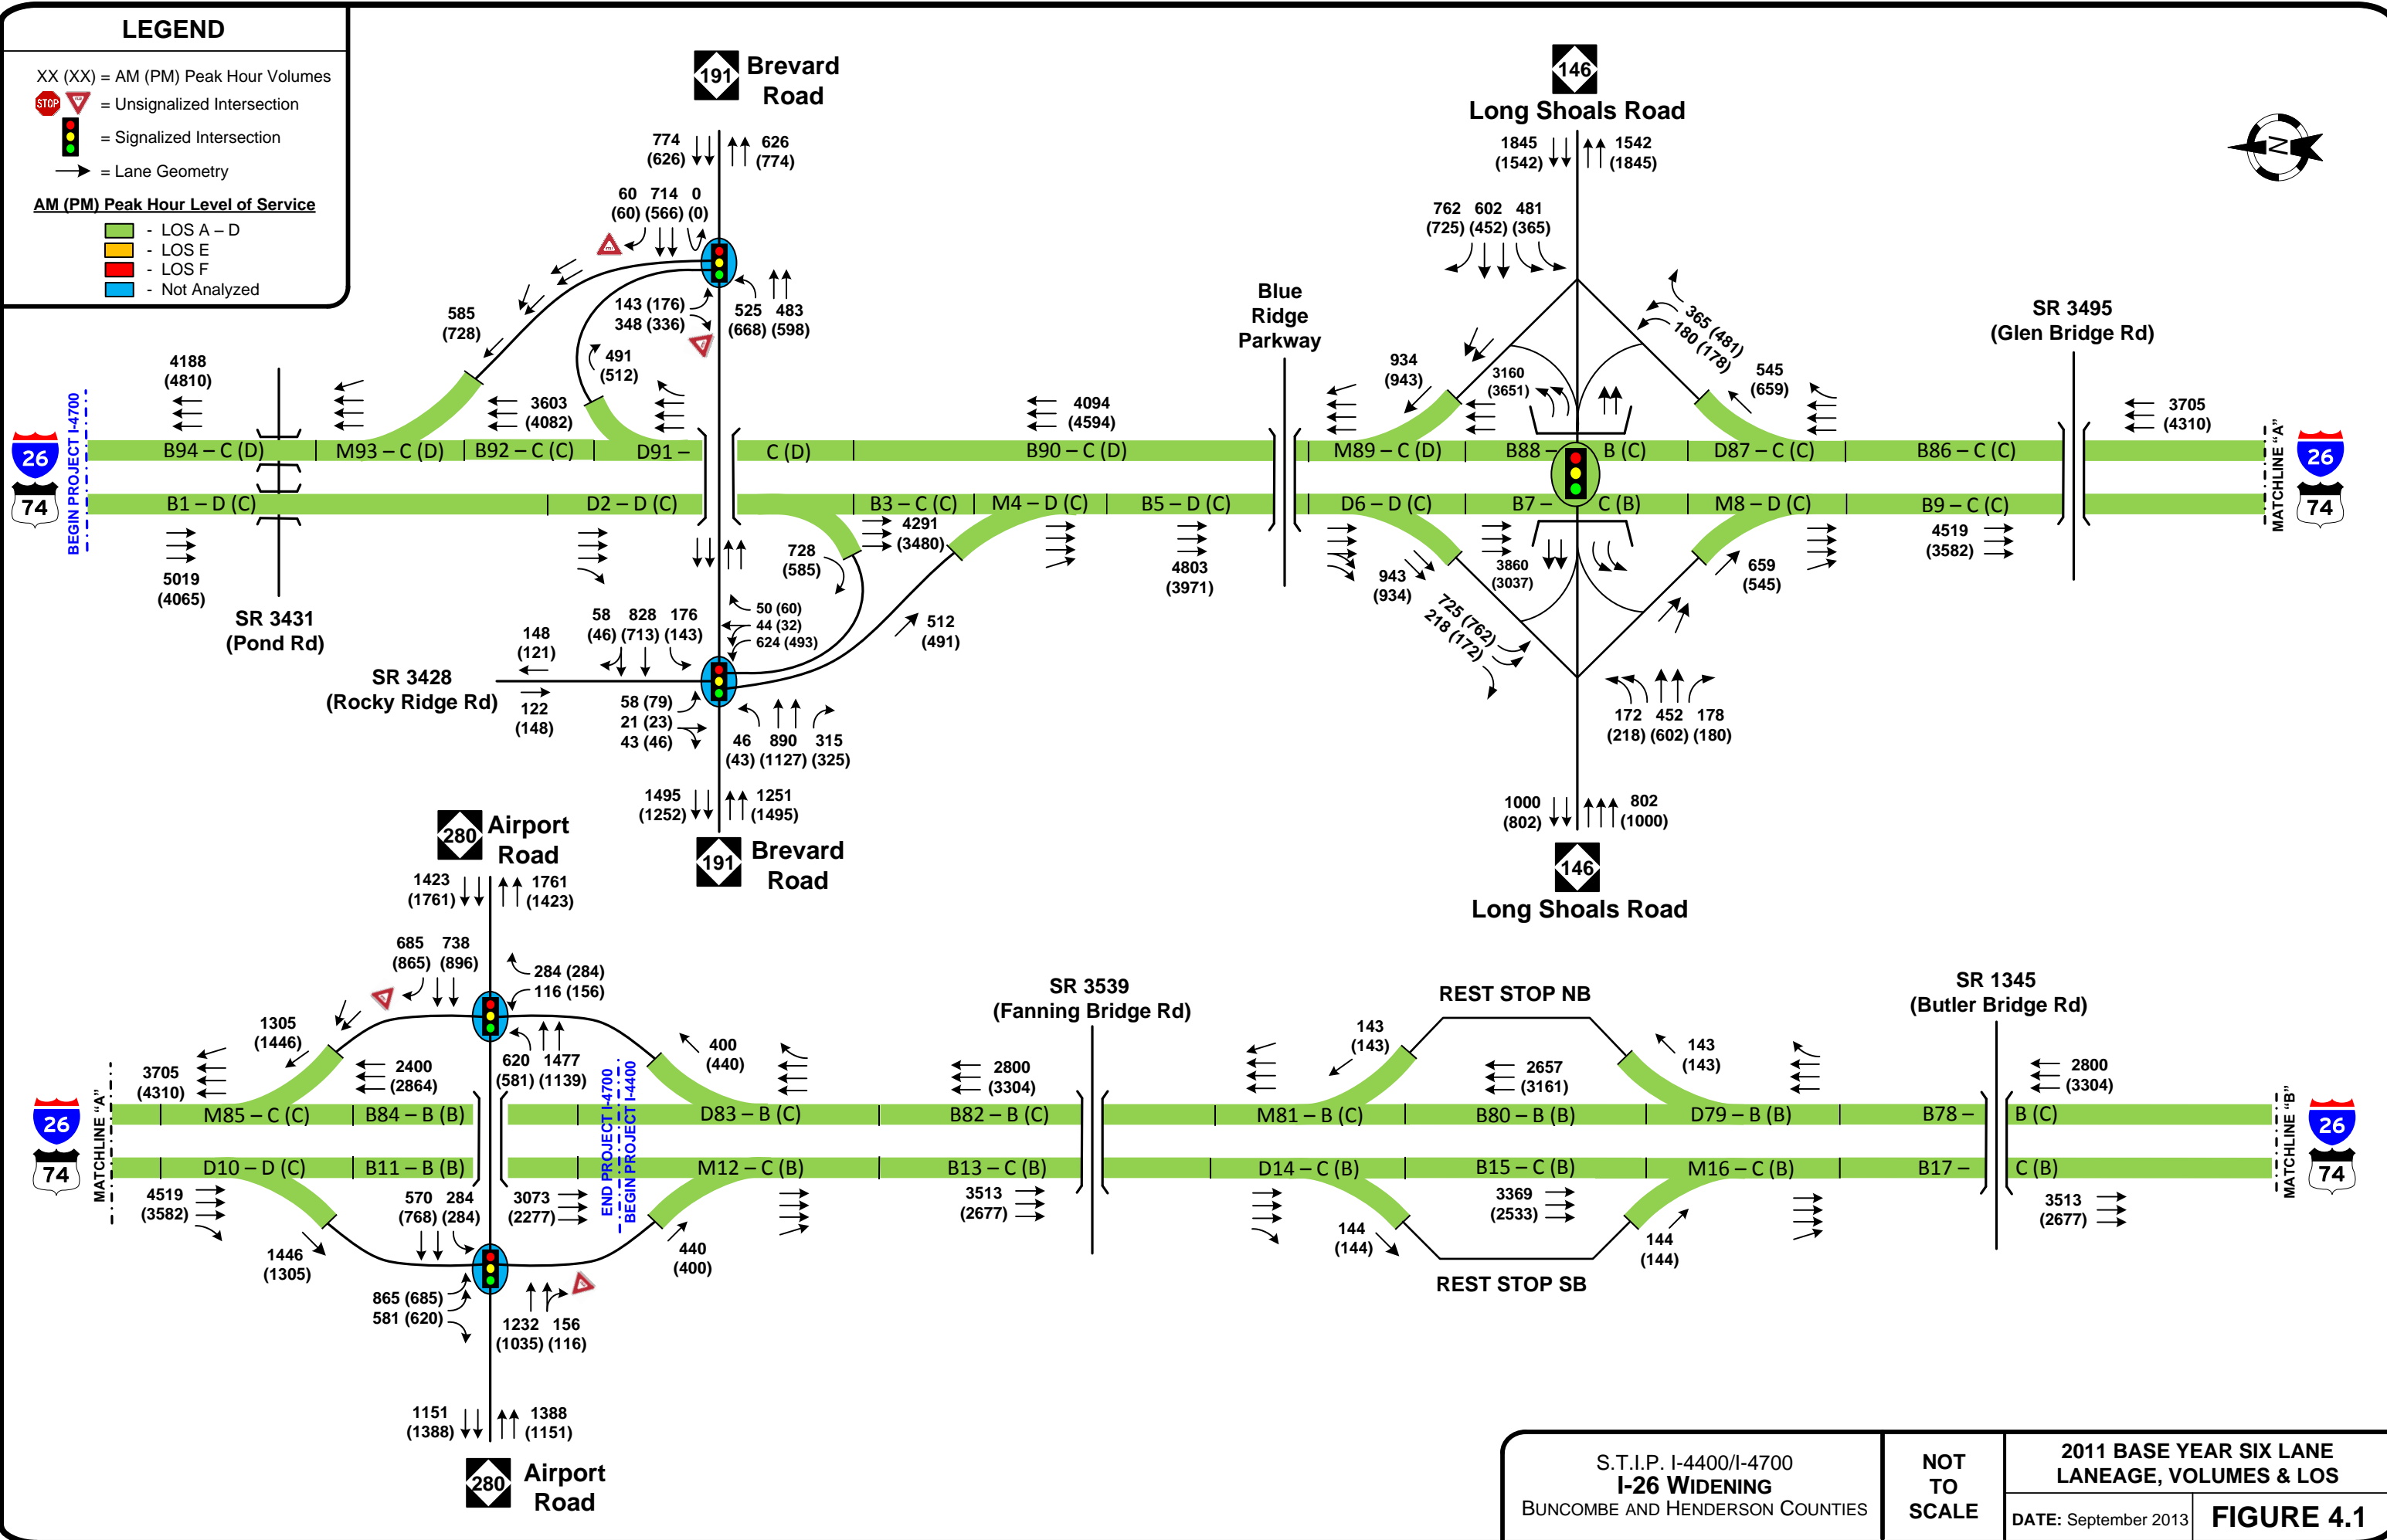 LEGEND
XX (XX) = AM (PM) Peak Hour Volumes
STOP = Unsignalized Intersection
= Signalized Intersection
= Lane Geometry
AM (PM) Peak Hour Level of Service
- LOS A – D
- LOS E
- LOS F
- Not Analyzed
191 Brevard
Road
774
(626)
626
(774)
60 714 0
(60) (566) (0)
143 (176)
348 (336)
525 483
(668) (598)
585
(728)
491
(512)
4188
(4810)
3603
(4082)
4094
(4594)
BEGIN PROJECT I-4700
26
74
B94 – C (D)
M93 – C (D)
B92 – C (C)
D91 –
C (D)
B90 – C (D)
B1 – D (C)
D2 – D (C)
B3 – C (C)
M4 – D (C)
B5 – D (C)
5019
(4065)
SR 3431
(Pond Rd)
4291
(3480)
728
(585)
4803
(3971)
512
(491)
50 (60)
44 (32)
624 (493)
58 828 176
(46) (713) (143)
148
(121)
SR 3428
(Rocky Ridge Rd)
122
(148)
58 (79)
21 (23)
43 (46)
46 890 315
(43) (1127) (325)
1495
(1252)
1251
(1495)
191 Brevard
Road
146
Long Shoals Road
1845
(1542)
1542
(1845)
762 602 481
(725) (452) (365)
Blue
Ridge
Parkway
934
(943)
3160
(3651)
365 (481)
180 (178)
545
(659)
SR 3495
(Glen Bridge Rd)
3705
(4310)
M89 – C (D)
B88 –
B (C)
D87 – C (C)
B86 – C (C)
D6 – D (C)
B7 –
C (B)
M8 – D (C)
B9 – C (C)
MATCHLINE "A"
26
74
943
(934)
3860
(3037)
725 (762)
218 (172)
659
(545)
4519
(3582)
172 452 178
(218) (602) (180)
1000
(802)
802
(1000)
146
Long Shoals Road
N
280 Airport
Road
1423
(1761)
1761
(1423)
685 738
(865) (896)
284 (284)
116 (156)
1305
(1446)
620 1477
(581) (1139)
400
(440)
3705
(4310)
2400
(2864)
2800
(3304)
SR 3539
(Fanning Bridge Rd)
REST STOP NB
143
(143)
2657
(3161)
143
(143)
SR 1345
(Butler Bridge Rd)
2800
(3304)
26
74
MATCHLINE "A"
M85 – C (C)
B84 – B (B)
D83 – B (C)
B82 – B (C)
M81 – B (C)
B80 – B (B)
D79 – B (B)
B78 –
B (C)
D10 – D (C)
B11 – B (B)
M12 – C (B)
B13 – C (B)
D14 – C (B)
B15 – C (B)
M16 – C (B)
B17 –
C (B)
END PROJECT I-4700
BEGIN PROJECT I-4400
MATCHLINE "B"
26
74
4519
(3582)
570 284
(768) (284)
3073
(2277)
3513
(2677)
3369
(2533)
3513
(2677)
1446
(1305)
440
(400)
144
(144)
144
(144)
REST STOP SB
865 (685)
581 (620)
1232 156
(1035) (116)
1151
(1388)
1388
(1151)
280 Airport
Road
S.T.I.P. I-4400/I-4700
I-26 WIDENING
BUNCOMBE AND HENDERSON COUNTIES
NOT
TO
SCALE
2011 BASE YEAR SIX LANE
LANEAGE, VOLUMES & LOS
DATE: September 2013
FIGURE 4.1